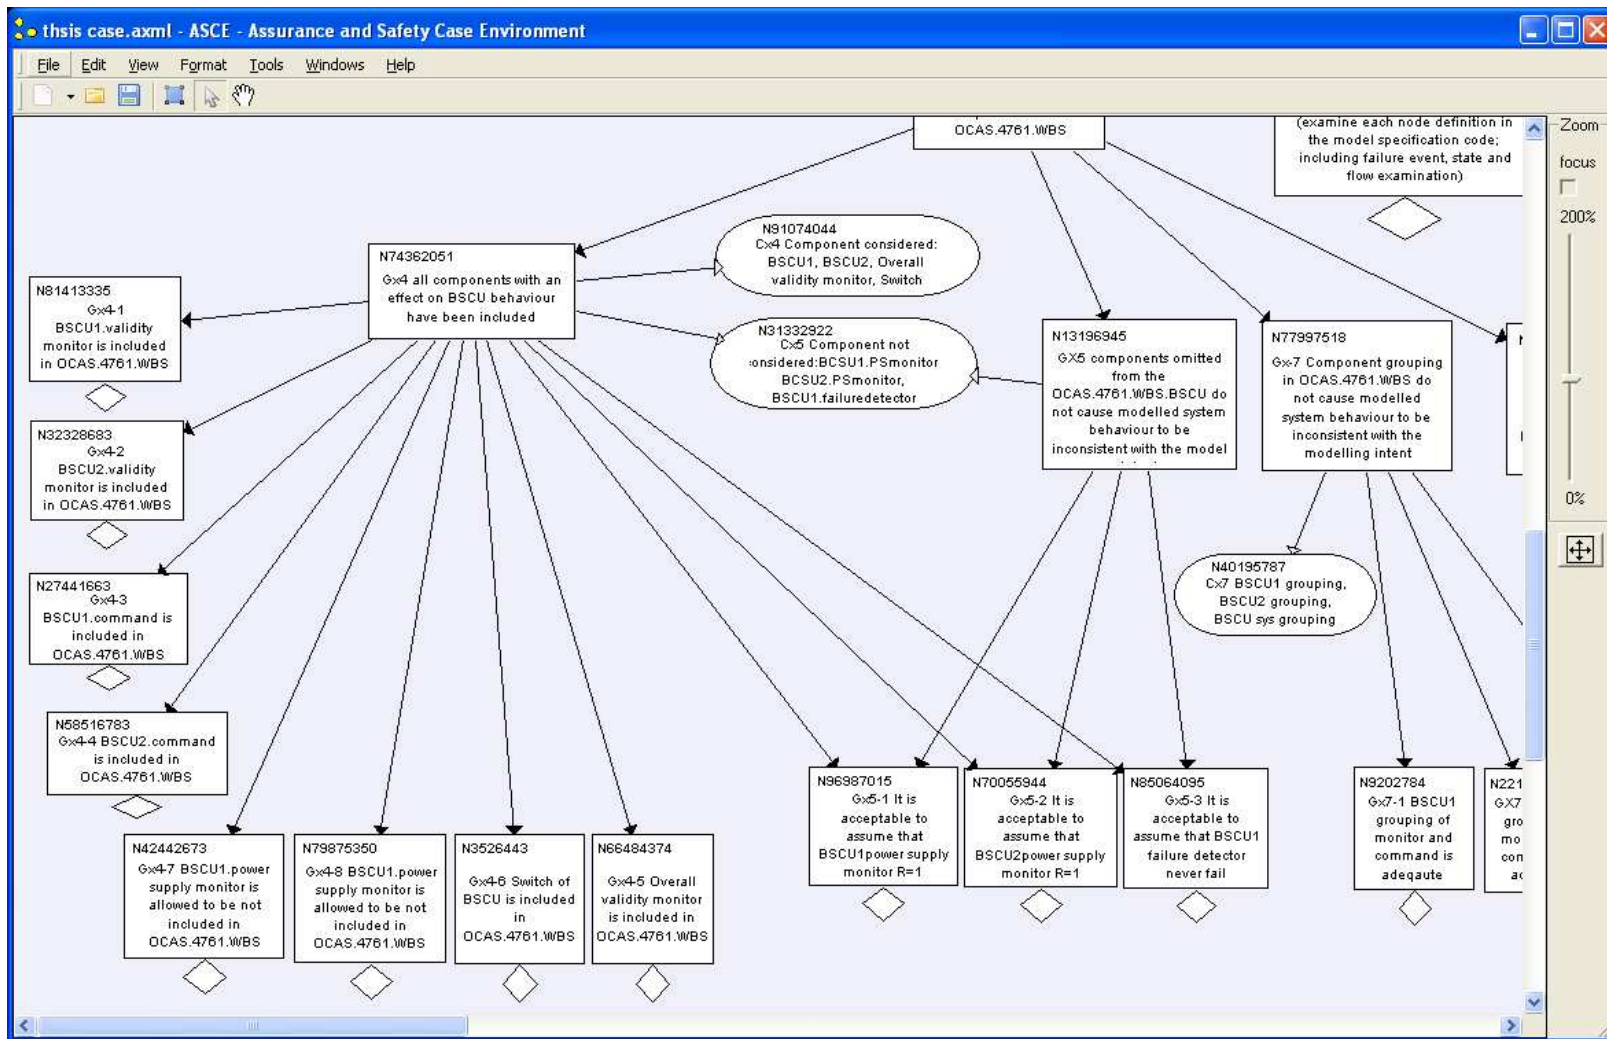 thsis case.axml - ASCE - Assurance and Safety Case Environment
File Edit View Format Tools Windows Help
OCAS.4761.WBS
(examine each node definition in
the model specification code;
including failure event, state and
flow examination)
Zoom
focus
200%
0%
N91074044
Cx4 Component considered:
BSCU1, BSCU2, Overall
validity monitor, Switch
N74362051
Gx4 all components with an
effect on BSCU behaviour
have been included
N81413335
Gx4-1
BSCU1.validity
monitor is included
in OCAS.4761.WBS
N31332922
Cx5 Component not
considered:BCSU1.PSmonitor
BCSU2.PSmonitor,
BSCU1.failuredetector
N13196945
GX5 components omitted
from the
OCAS.4761.WBS.BSCU do
not cause modelled system
behaviour to be
inconsistent with the model
N77997518
Gx-7 Component grouping
in OCAS.4761.WBS do
not cause modelled
system behaviour to be
inconsistent with the
modelling intent
N32328683
Gx4-2
BSCU2.validity
monitor is included
in OCAS.4761.WBS
N40195787
Cx7 BSCU1 grouping,
BSCU2 grouping,
BSCU sys grouping
N27441663
Gx4-3
BSCU1.command is
included in
OCAS.4761.WBS
N58516783
Gx4-4 BSCU2.command
is included in
OCAS.4761.WBS
N42442673
Gx4-7 BSCU1.power
supply monitor is
allowed to be not
included in
OCAS.4761.WBS
N79875350
Gx4-8 BSCU1.power
supply monitor is
allowed to be not
included in
OCAS.4761.WBS
N3526443
Gx4-6 Switch of
BSCU is included
in
OCAS.4761.WBS
N66484374
Gx4-5 Overall
validity monitor
is included in
OCAS.4761.WBS
N96987015
Gx5-1 It is
acceptable to
assume that
BSCU1power supply
monitor R=1
N70055944
Gx5-2 It is
acceptable to
assume that
BSCU2power supply
monitor R=1
N85064095
Gx5-3 It is
acceptable to
assume that BSCU1
failure detector
never fail
N9202784
Gx7-1 BSCU1
grouping of
monitor and
command is
adeqaute
N221
GX7
gro
mo
con